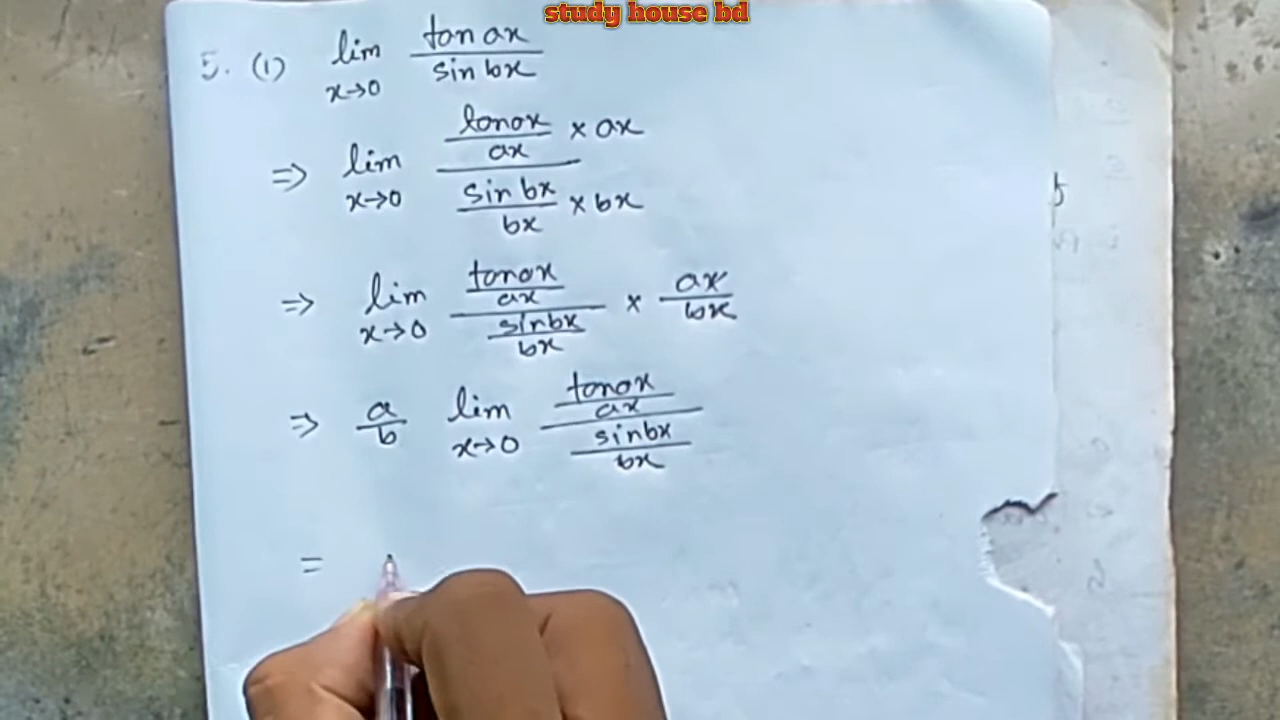 study house bd
5. (1) lim x→0 tan ax / sin bx
=> lim x→0 (tan ax / ax × ax) / (sin bx / bx × bx)
=> lim x→0 (tan ax / ax) / (sin bx / bx) × ax / bx
=> a/b lim x→0 (tan ax / ax) / (sin bx / bx)
=